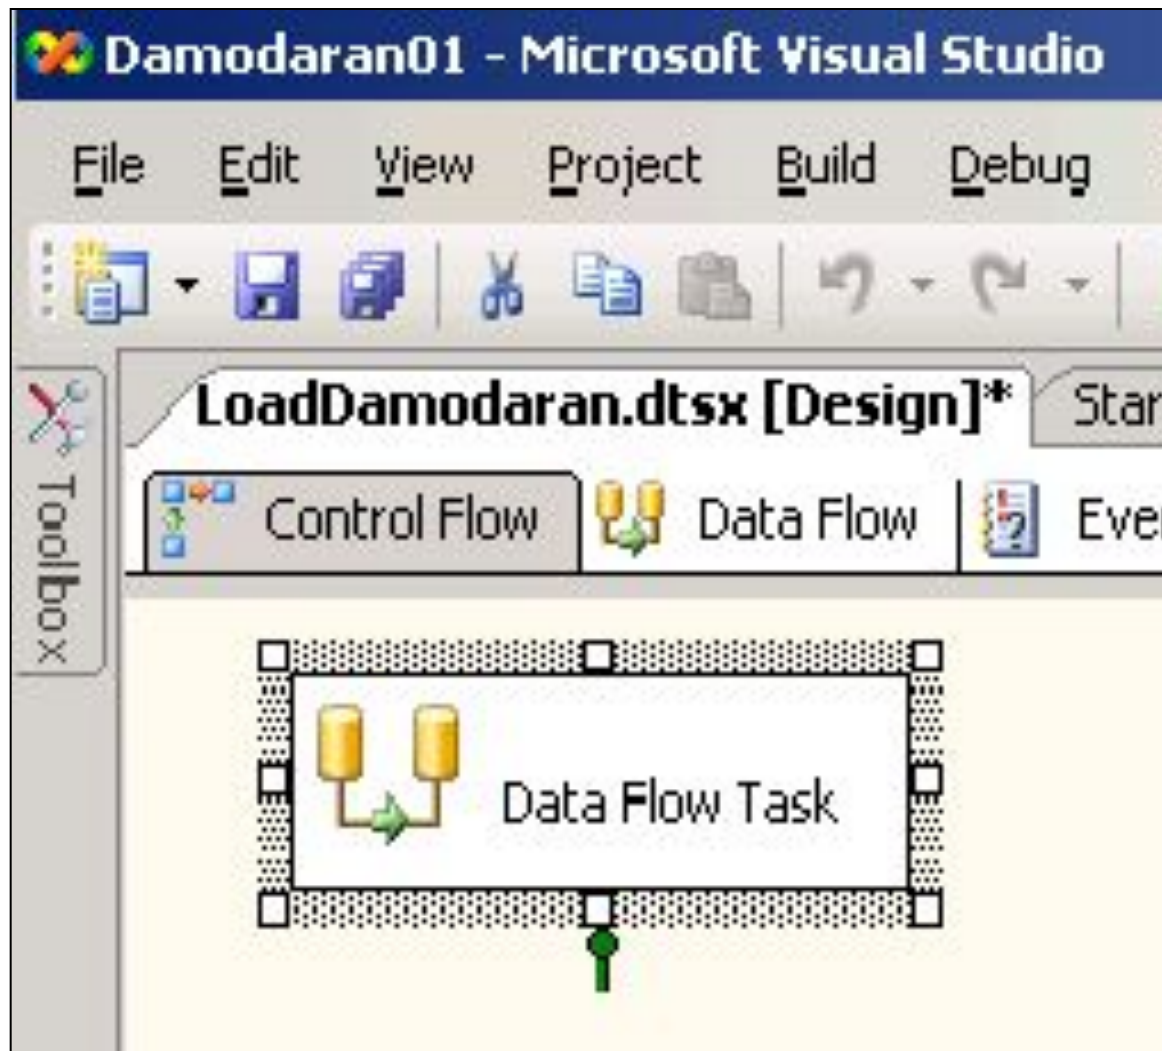 Damodaran01 - Microsoft Visual Studio
File Edit View Project Build Debug
LoadDamodaran.dtsx [Design]*
Toolbox
Control Flow Data Flow
Data Flow Task